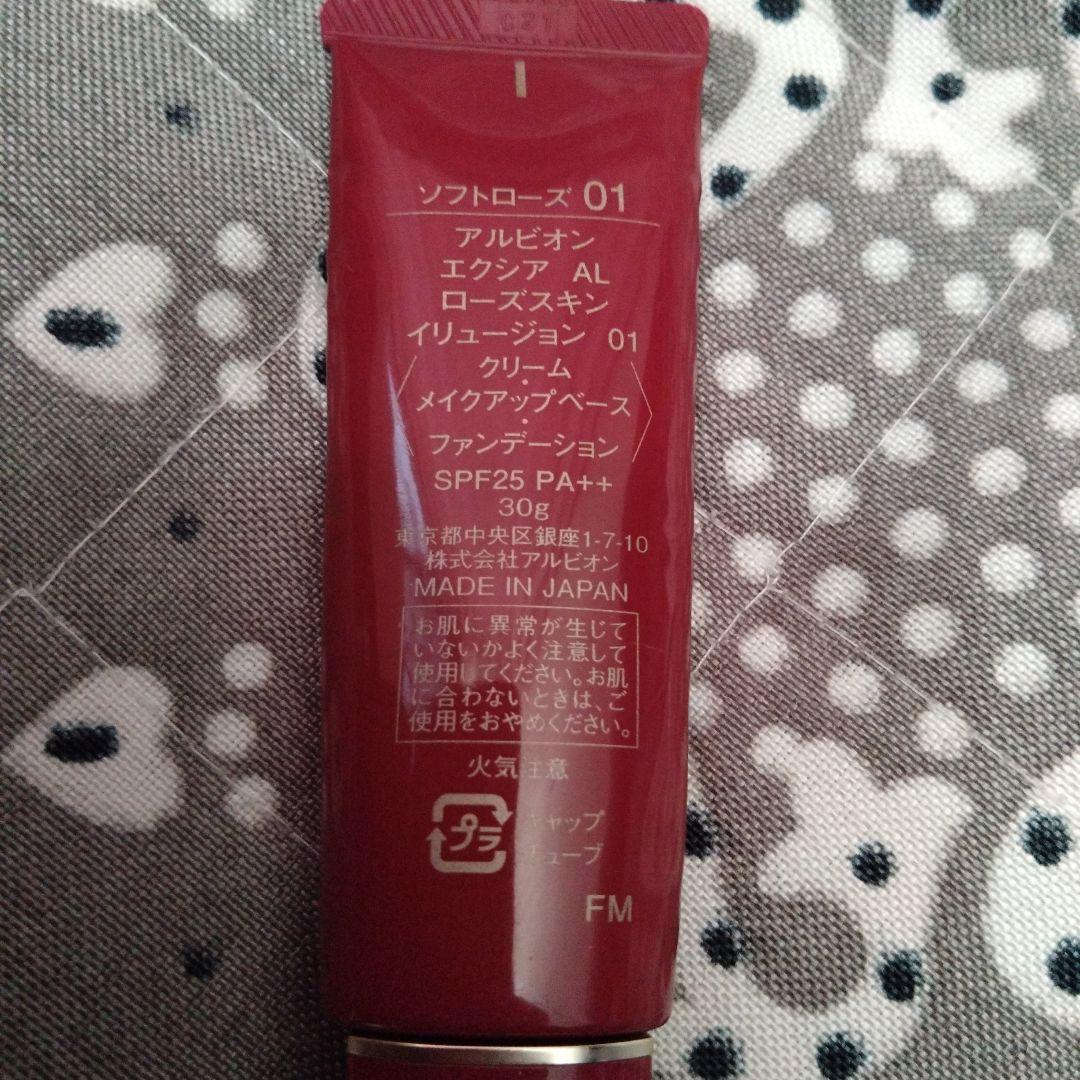 ソフトローズ 01
アルビオン
エクシア AL
ローズスキン
イリュージョン 01
クリーム
・
メイクアップベース
・
ファンデーション
SPF25 PA++
30g
東京都中央区銀座1-7-10
株式会社アルビオン
MADE IN JAPAN
お肌に異常が生じて
いないかよく注意して
使用してください。お肌
に合わないときは、ご
使用をおやめください。
火気注意
プラ
キャップ
チューブ
FM